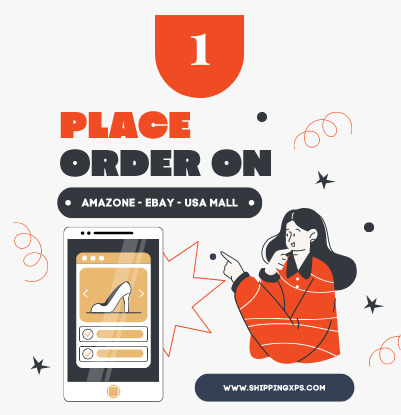 1
PLACE
ORDER ON
AMAZONE - EBAY - USA MALL
WWW.SHIPPINGXPS.COM